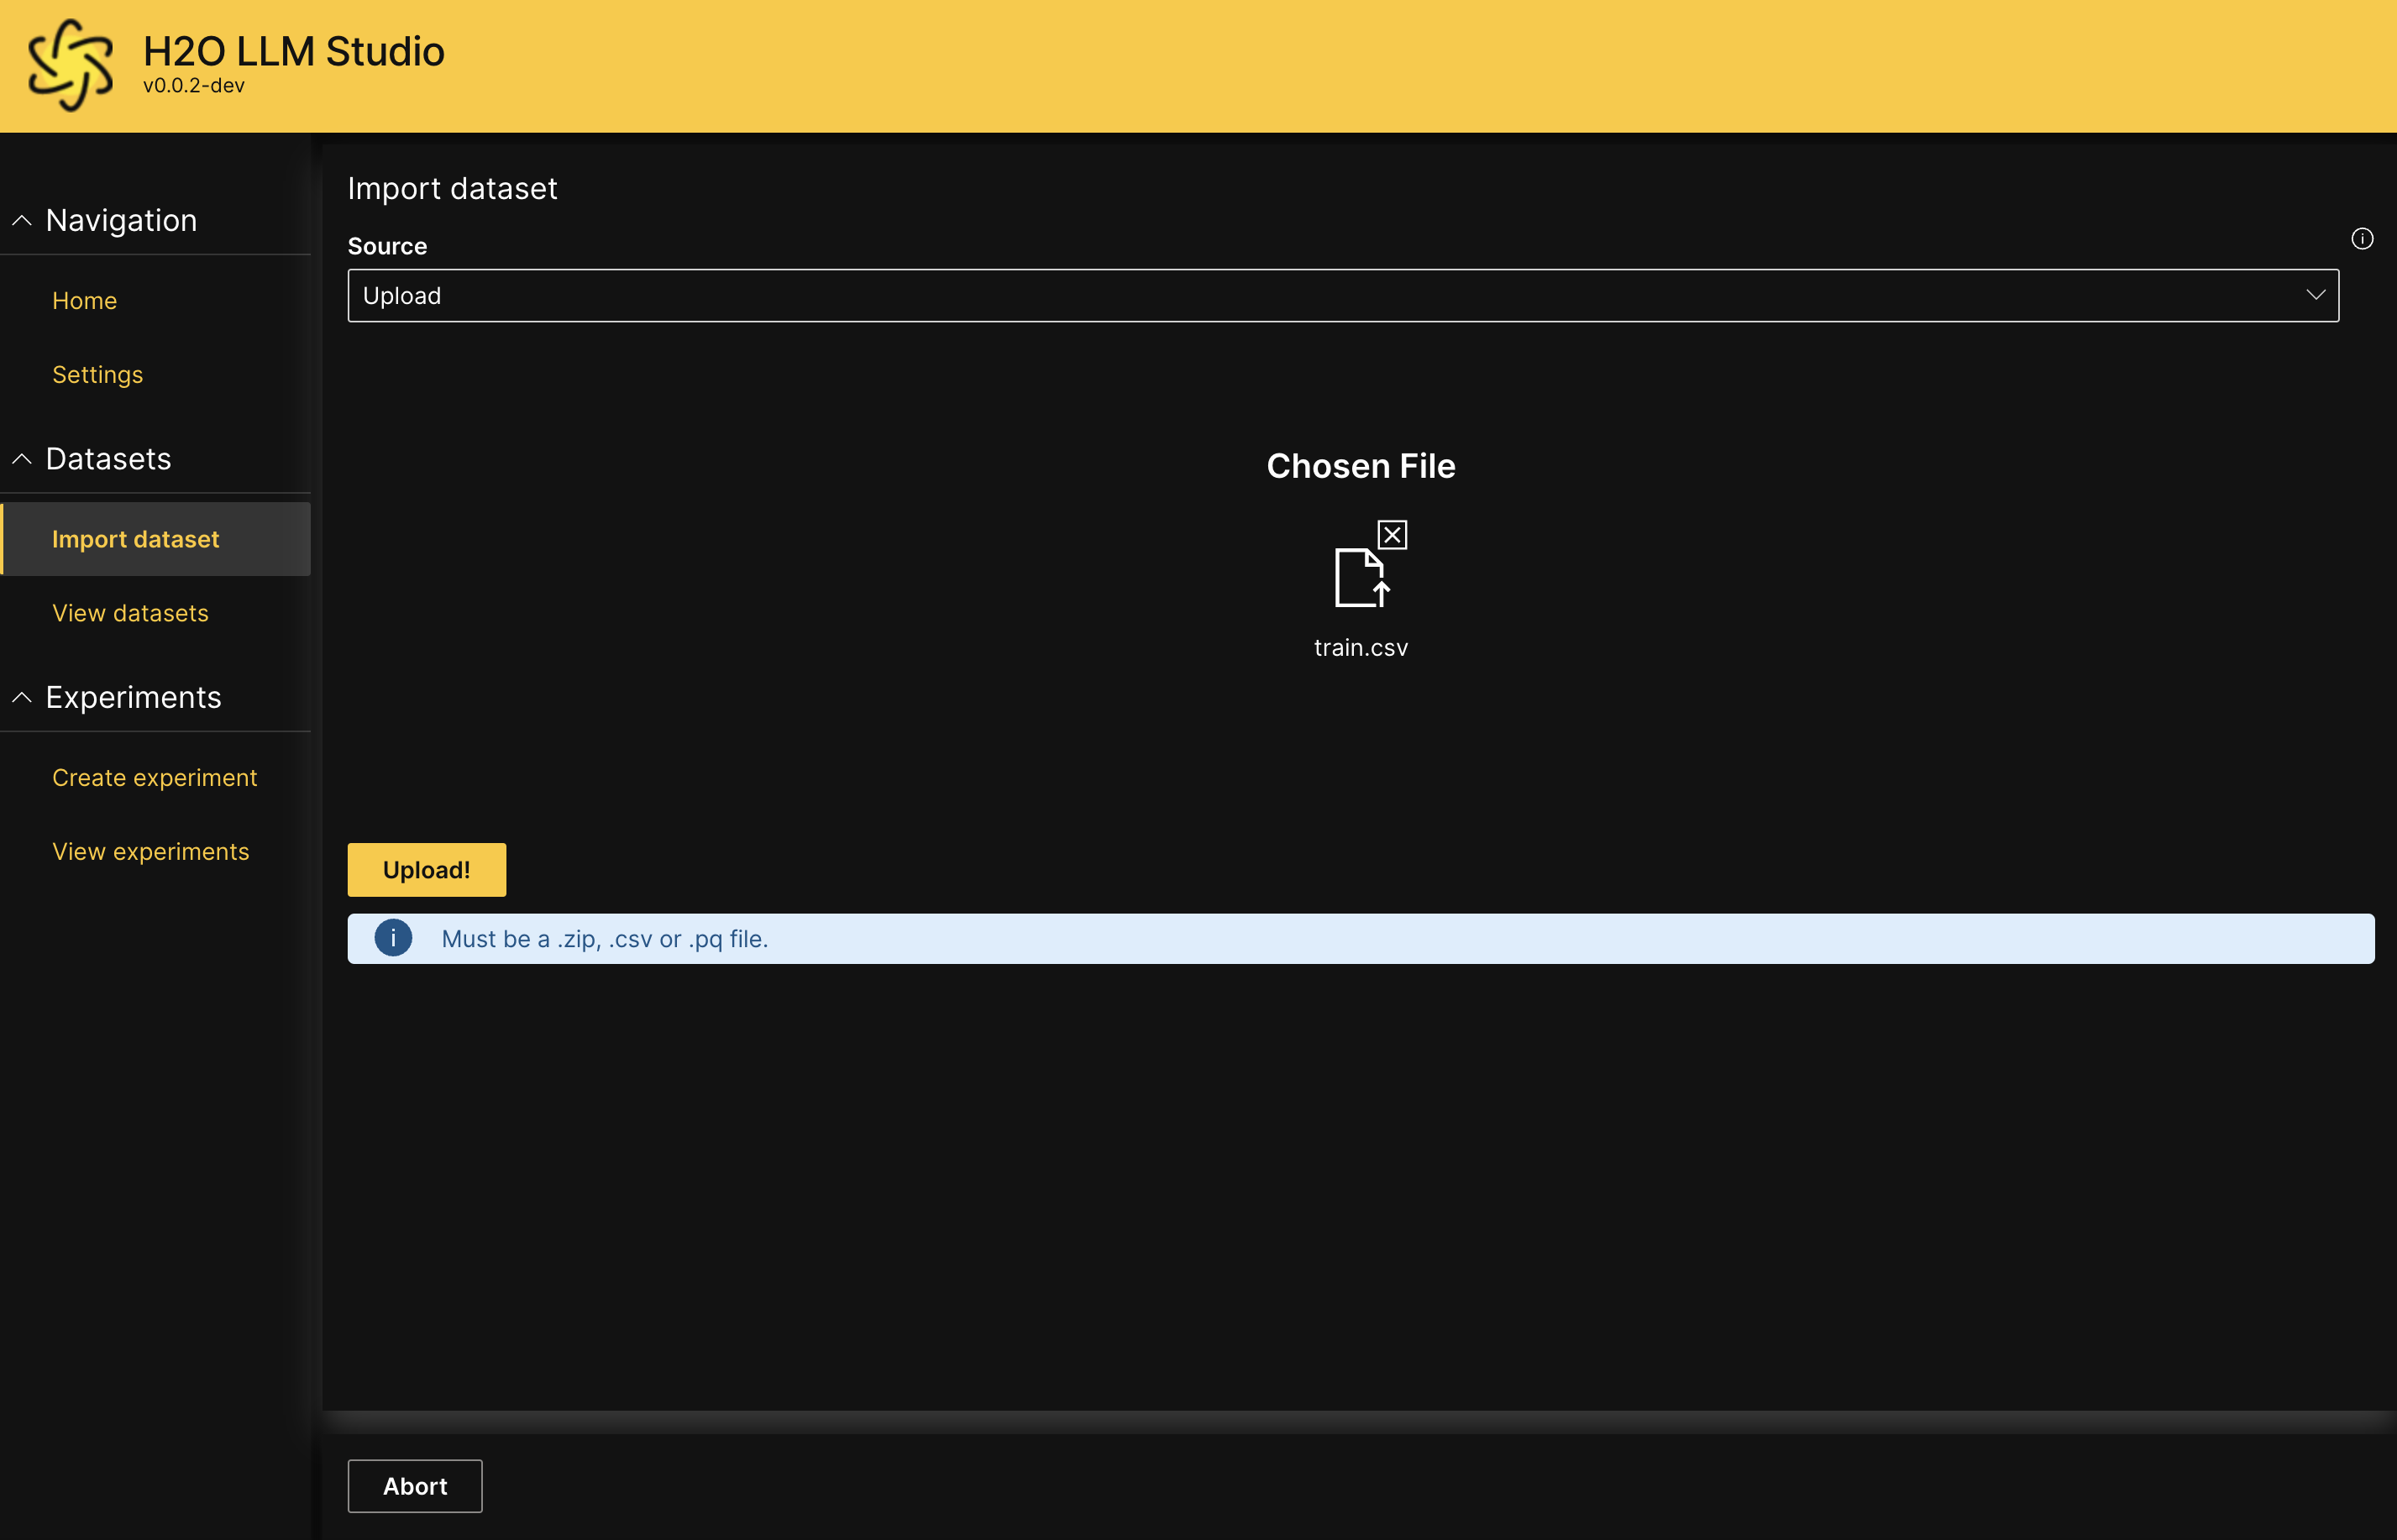 H2O LLM Studio
v0.0.2-dev
Navigation
Home
Settings
Datasets
Import dataset
View datasets
Experiments
Create experiment
View experiments
Import dataset
Source
Upload
Chosen File
train.csv
Upload!
Must be a .zip, .csv or .pq file.
Abort